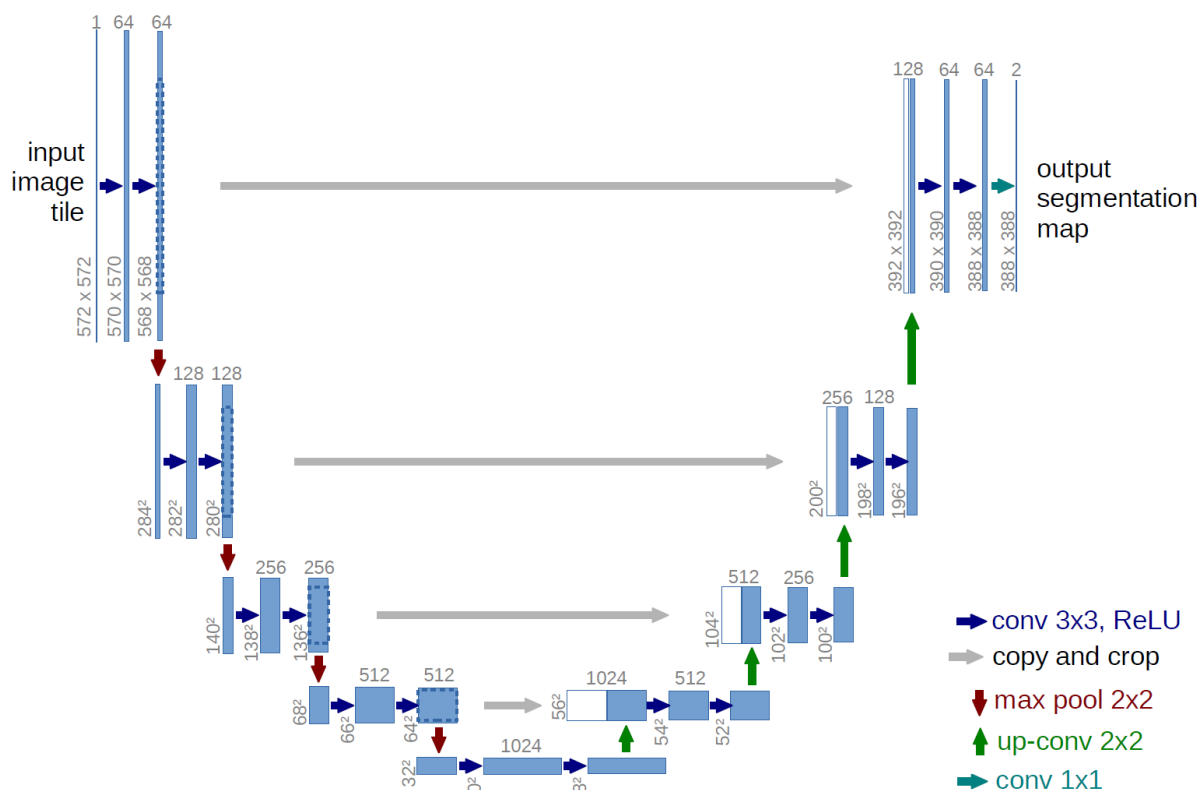 1 64 64
128 64 64 2
input
image
tile
output
segmentation
map
572 x 572
570 x 570
568 x 568
392 x 392
390 x 390
388 x 388
388 x 388
128 128
256 128
284²
282²
280²
200²
198²
196²
256 256
512 256
140²
138²
136²
104²
102²
100²
conv 3x3, ReLU
copy and crop
max pool 2x2
up-conv 2x2
conv 1x1
512 512
1024 512
68²
66²
64²
56²
54²
52²
1024
32²